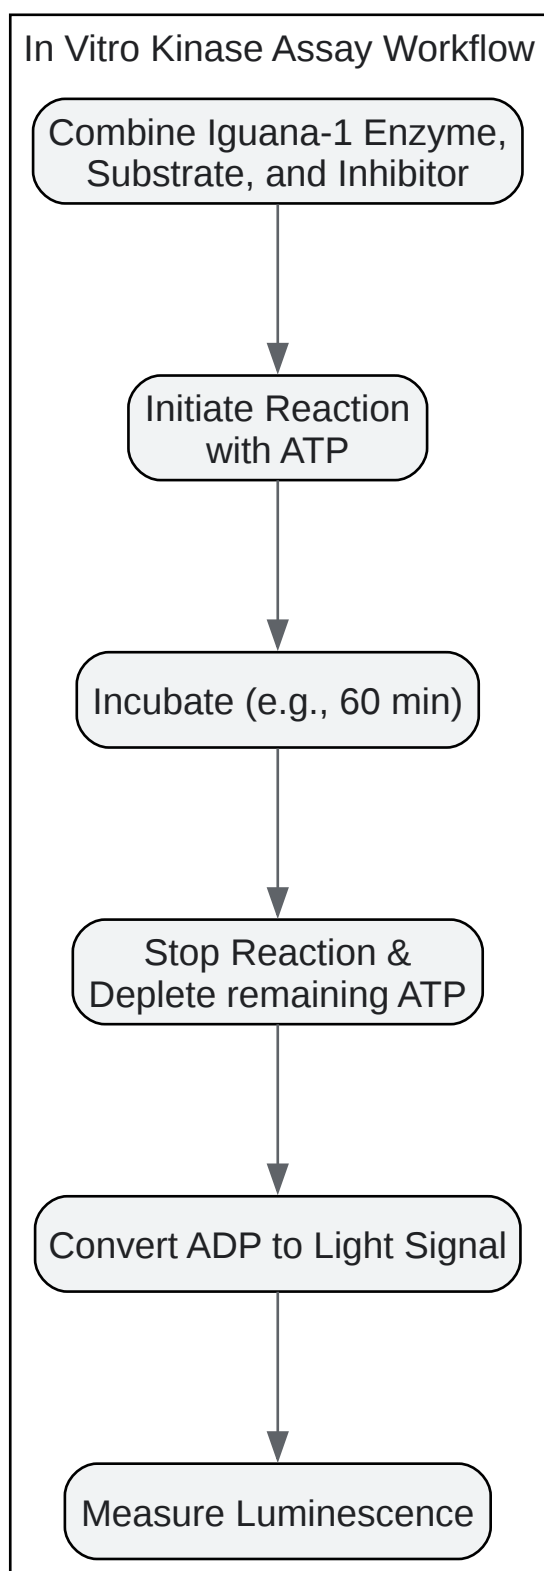 In Vitro Kinase Assay Workflow
Combine Iguana-1 Enzyme,
Substrate, and Inhibitor
Initiate Reaction
with ATP
Incubate (e.g., 60 min)
Stop Reaction &
Deplete remaining ATP
Convert ADP to Light Signal
Measure Luminescence